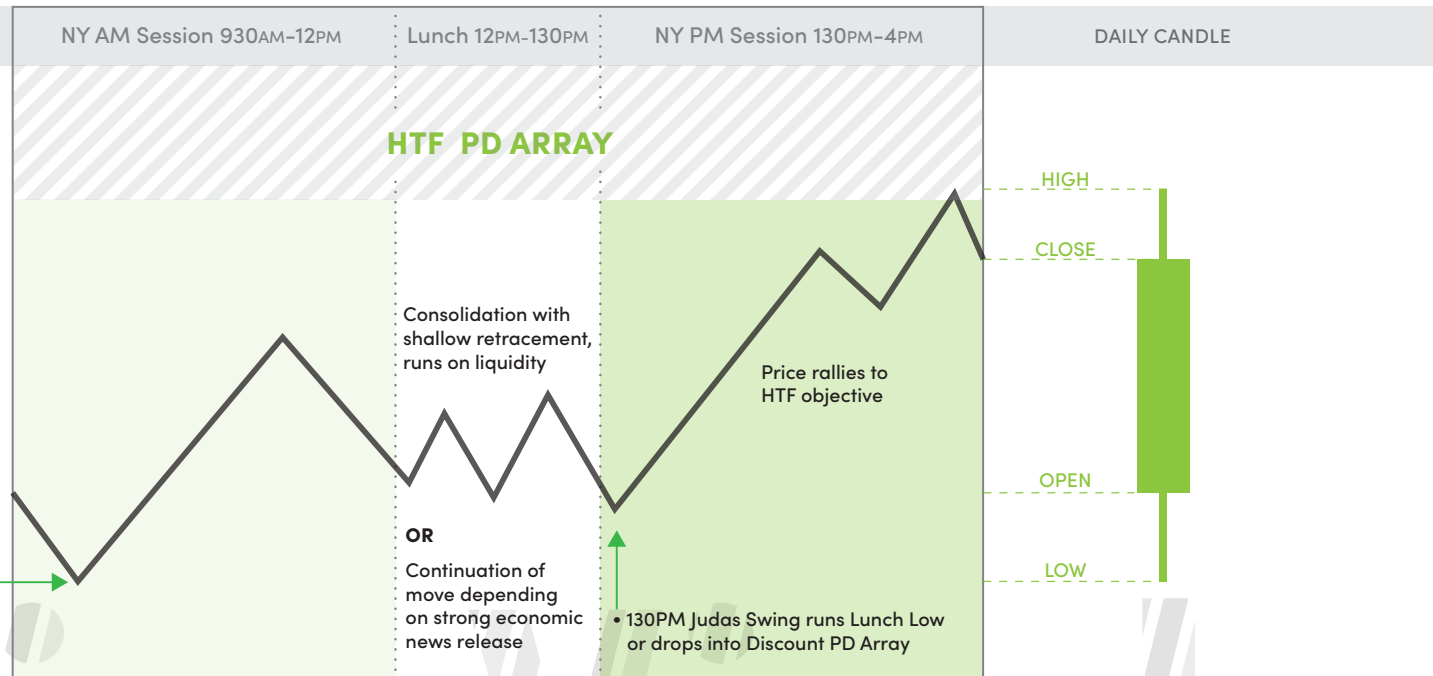 NY AM Session 930AM-12PM
Lunch 12PM-130PM
NY PM Session 130PM-4PM
DAILY CANDLE
HTF PD ARRAY
HIGH
CLOSE
Consolidation with
shallow retracement,
runs on liquidity
Price rallies to
HTF objective
OPEN
OR
Continuation of
move depending
on strong economic
news release
LOW
• 130PM Judas Swing runs Lunch Low
or drops into Discount PD Array